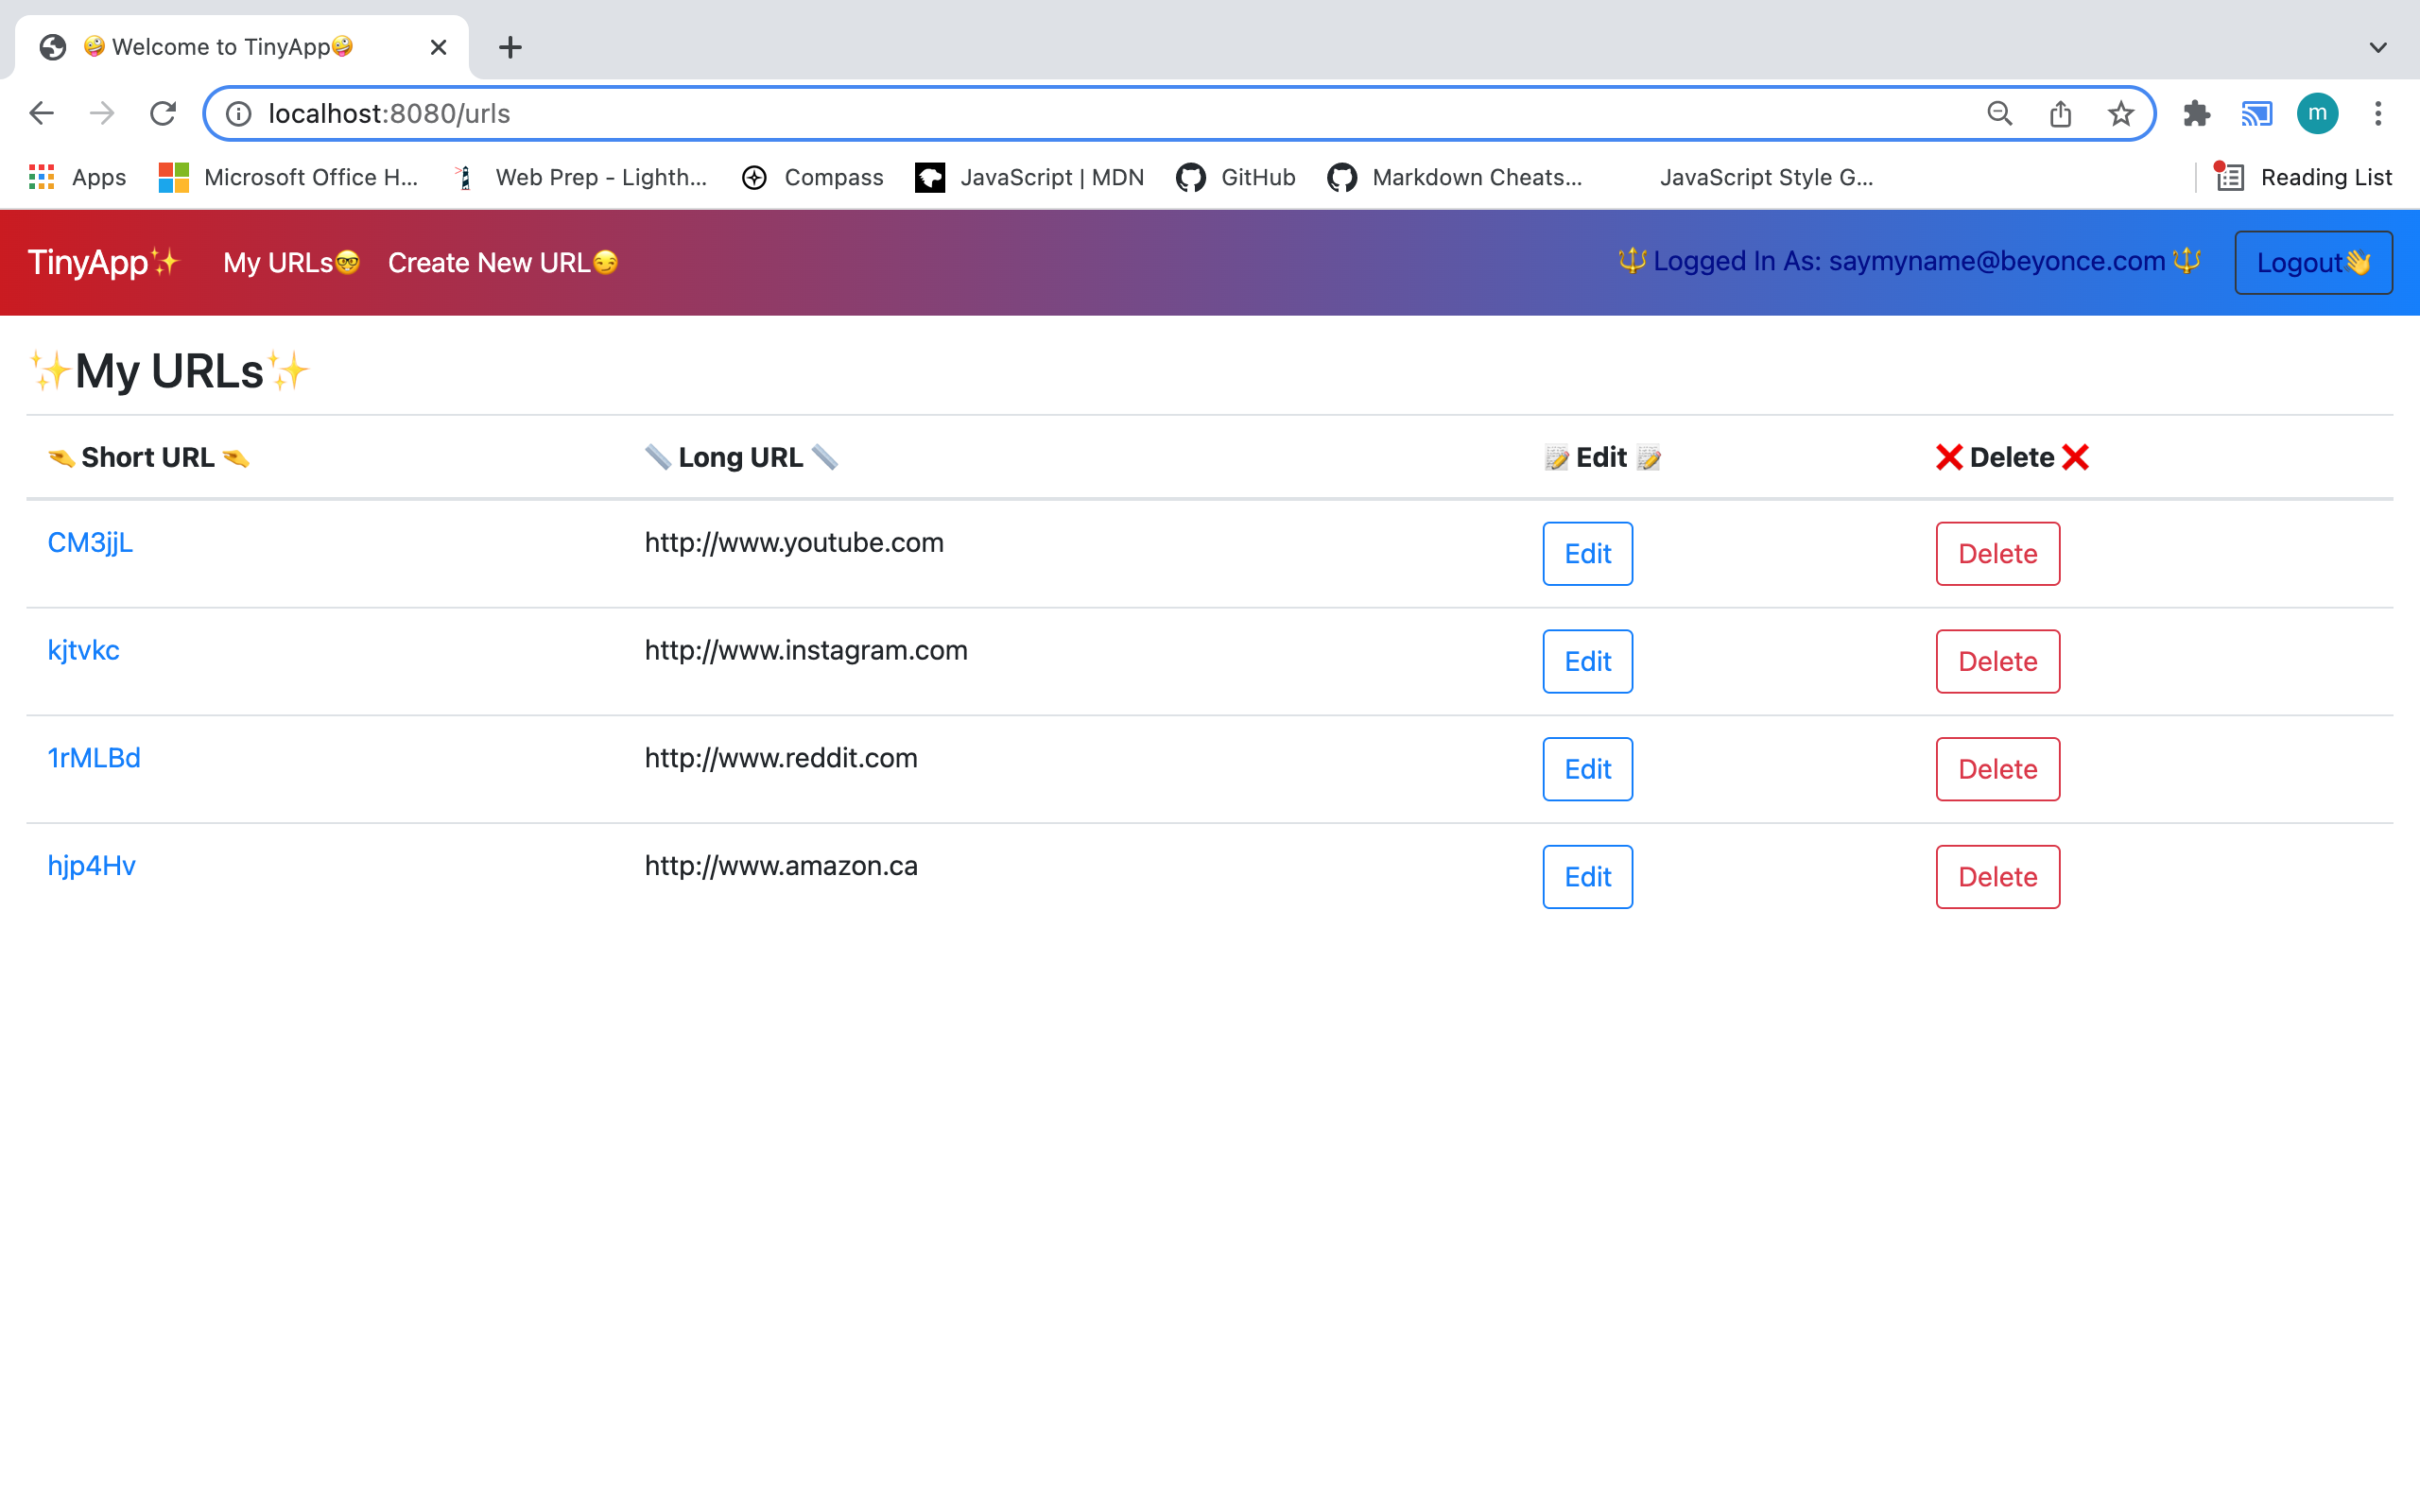 🤪 Welcome to TinyApp🤪
localhost:8080/urls
m
Apps Microsoft Office H... Web Prep - Lighth... Compass JavaScript | MDN GitHub Markdown Cheats... JavaScript Style G... Reading List
TinyApp✨ My URLs🤓 Create New URL😏 🔱 Logged In As: saymyname@beyonce.com 🔱 Logout👋
✨My URLs✨
🤏 Short URL 🤏 📏 Long URL 📏 📝 Edit 📝 ❌ Delete ❌
CM3jjL http://www.youtube.com Edit Delete
kjtvkc http://www.instagram.com Edit Delete
1rMLBd http://www.reddit.com Edit Delete
hjp4Hv http://www.amazon.ca Edit Delete